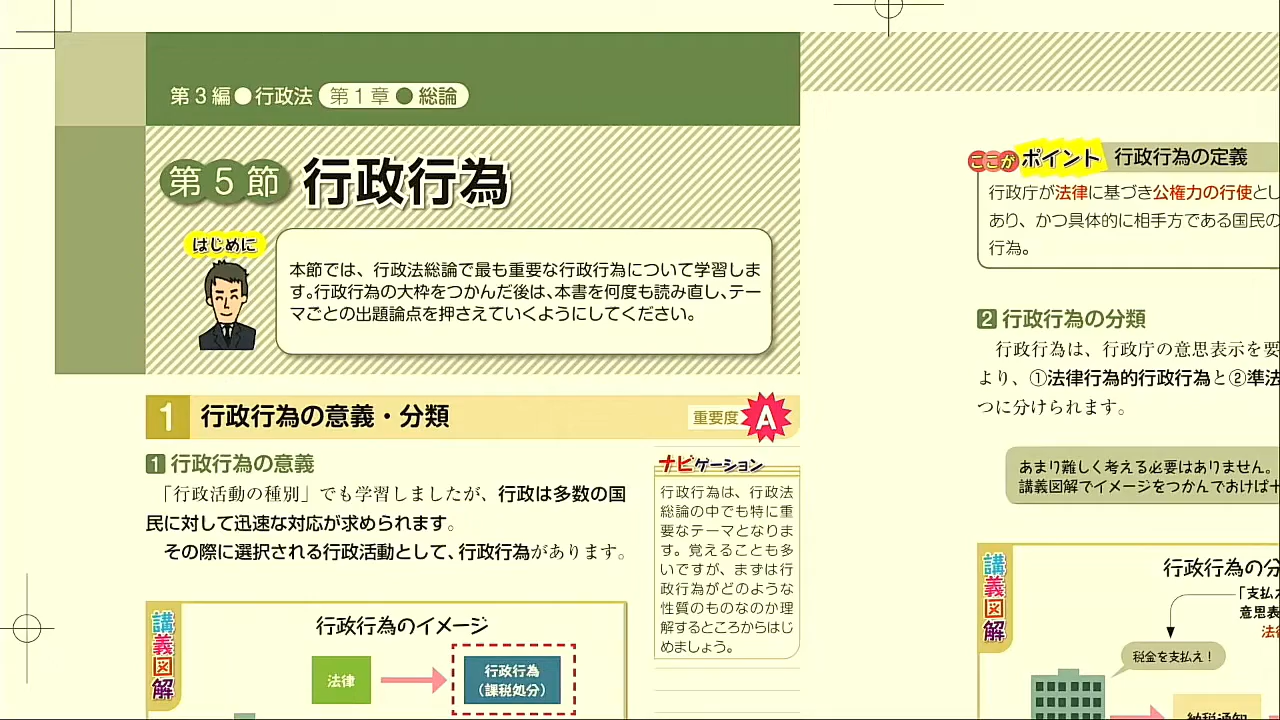 第3編●行政法 第1章●総論
第5節 行政行為
はじめに
本節では、行政法総論で最も重要な行政行為について学習しま
す。行政行為の大枠をつかんだ後は、本書を何度も読み直し、テー
マごとの出題論点を押さえていくようにしてください。
1 行政行為の意義・分類
重要度 A
1 行政行為の意義
「行政活動の種別」でも学習しましたが、行政は多数の国
民に対して迅速な対応が求められます。
その際に選択される行政活動として、行政行為があります。
ナビゲーション
行政行為は、行政法
総論の中でも特に重
要なテーマとなりま
す。覚えることも多
いですが、まずは行
政行為がどのような
性質のものなのか理
解するところからはじ
めましょう。
講義図解
行政行為のイメージ
法律
行政行為
（課税処分）
ここがポイント 行政行為の定義
行政庁が法律に基づき公権力の行使とし
あり、かつ具体的に相手方である国民の
行為。
2 行政行為の分類
行政行為は、行政庁の意思表示を要
より、①法律行為的行政行為と②準法
つに分けられます。
あまり難しく考える必要はありません。
講義図解でイメージをつかんでおけば十
講義図解
行政行為の分
「支払え
意思表
法律
税金を支払え！
納税通知